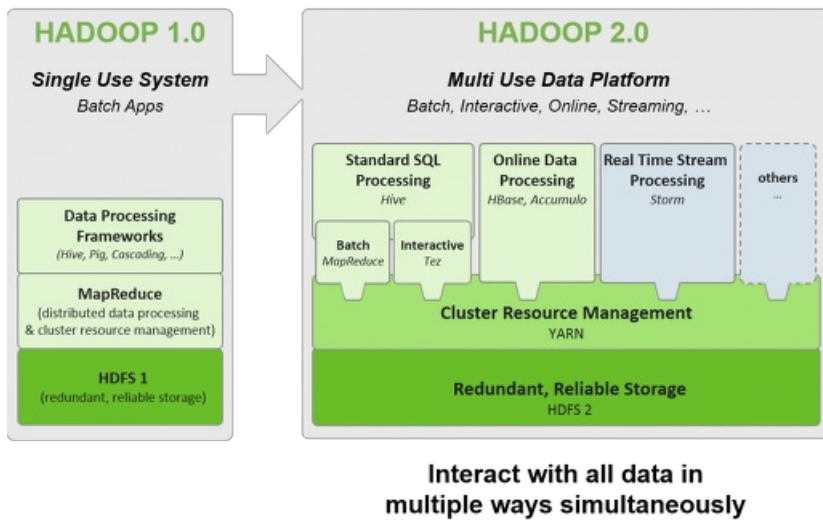 HADOOP 1.0
Single Use System
Batch Apps
Data Processing
Frameworks
(Hive, Pig, Cascading, ...)
MapReduce
(distributed data processing
& cluster resource management)
HDFS 1
(redundant, reliable storage)
HADOOP 2.0
Multi Use Data Platform
Batch, Interactive, Online, Streaming, ...
Standard SQL
Processing
Hive
Batch
MapReduce
Interactive
Tez
Online Data
Processing
HBase, Accumulo
Real Time Stream
Processing
Storm
others
...
Cluster Resource Management
YARN
Redundant, Reliable Storage
HDFS 2
Interact with all data in
multiple ways simultaneously